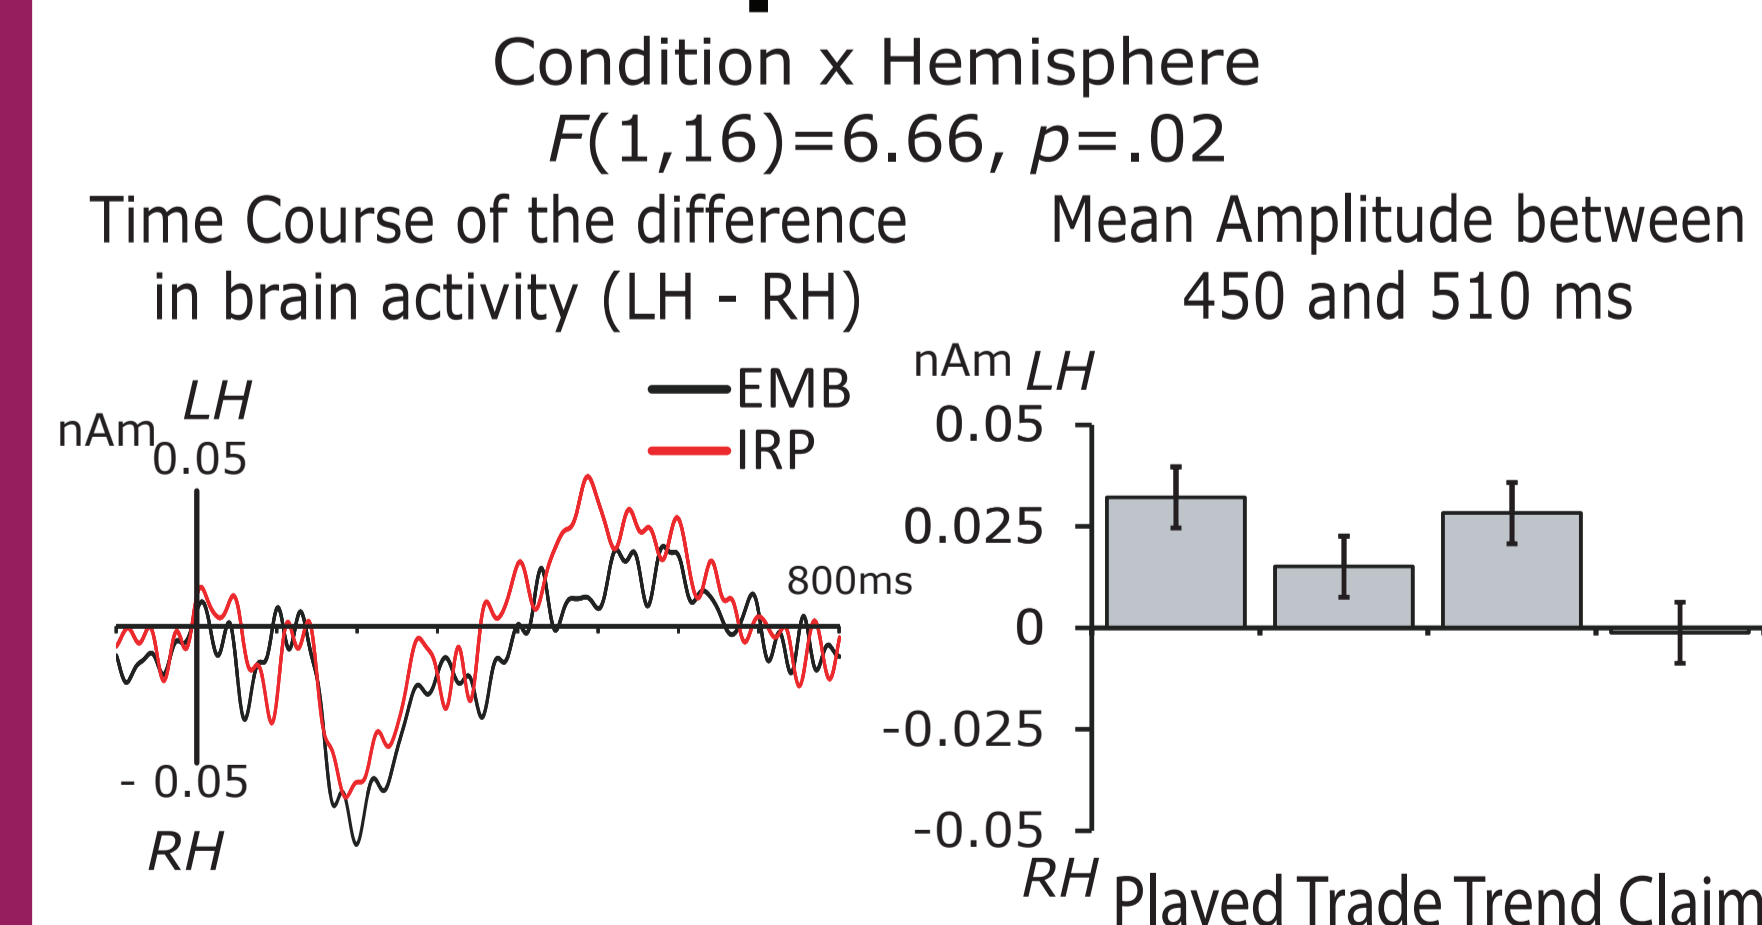 Condition x Hemisphere
F(1,16)=6.66, p=.02
Time Course of the difference
in brain activity (LH - RH)
nAm
LH
0.05
EMB
IRP
800ms
- 0.05
RH
Mean Amplitude between
450 and 510 ms
nAm LH
0.05
0.025
0
-0.025
-0.05
RH
Played Trade Trend Claim